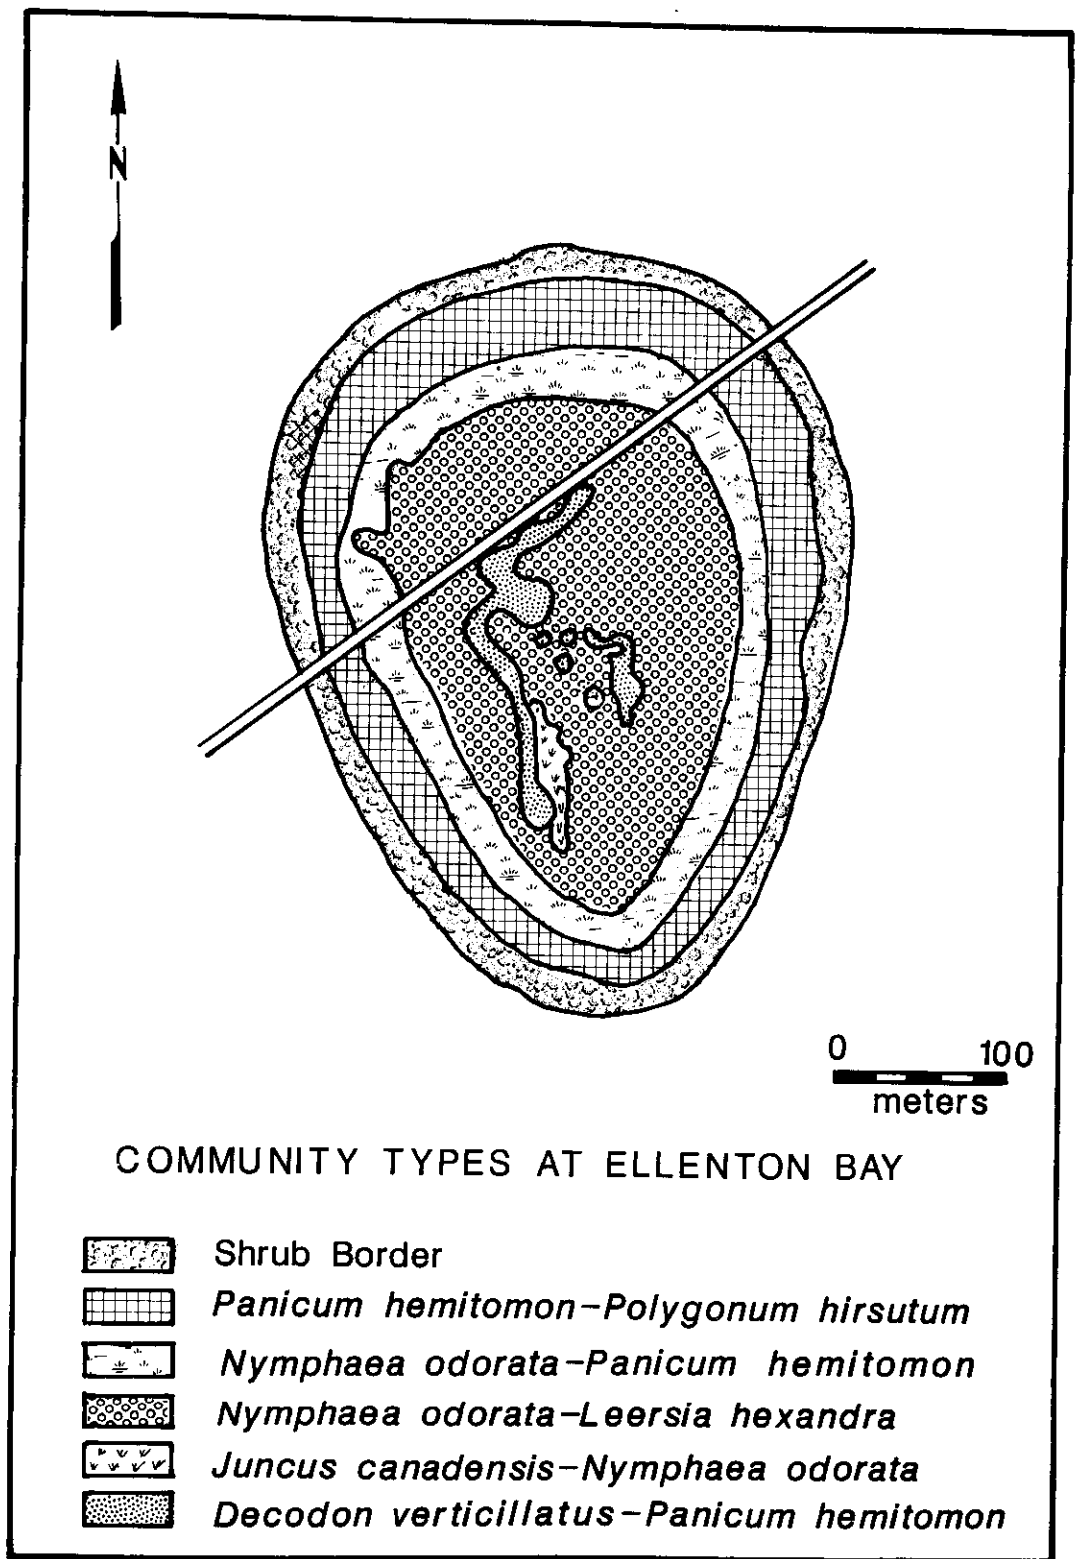 N
0 100
meters
COMMUNITY TYPES AT ELLENTON BAY
Shrub Border
Panicum hemitomon-Polygonum hirsutum
Nymphaea odorata-Panicum hemitomon
Nymphaea odorata-Leersia hexandra
Juncus canadensis-Nymphaea odorata
Decodon verticillatus-Panicum hemitomon